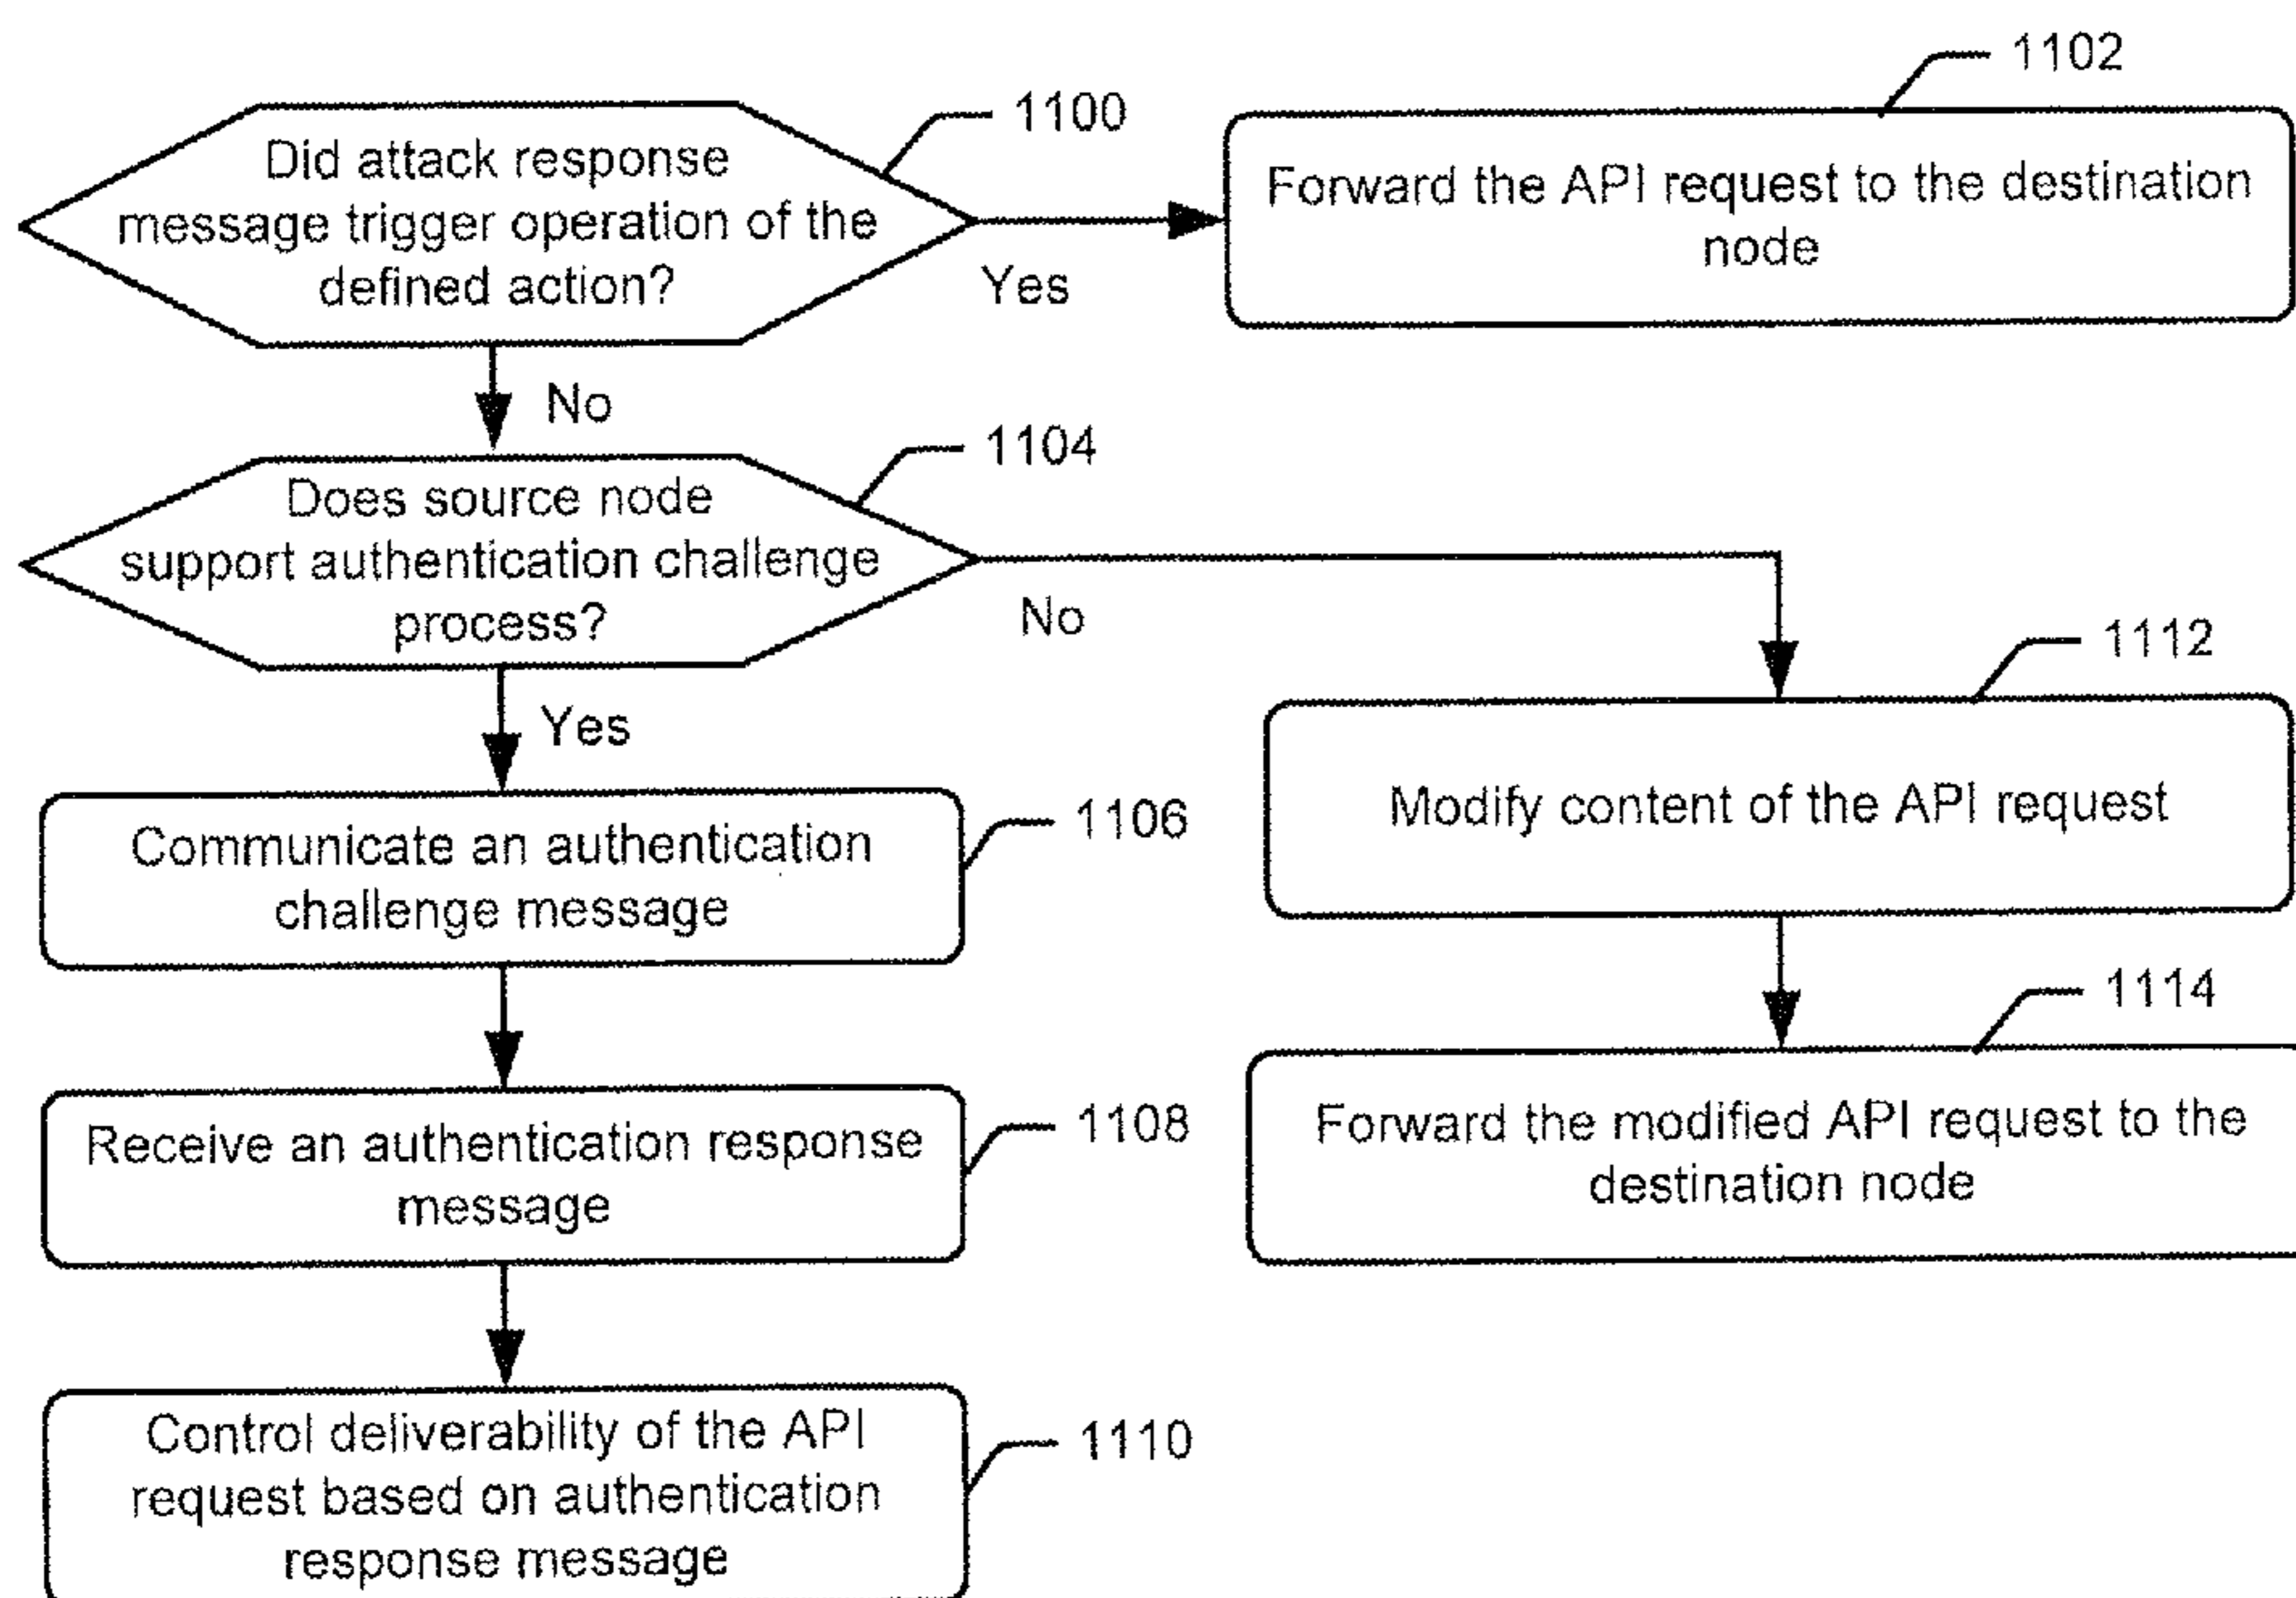 1102
1100
Did attack response
message trigger operation of the
defined action?
Forward the API request to the destination
node
Yes
No
1104
Does source node
support authentication challenge
process?
No
1112
Yes
Modify content of the API request
1106
Communicate an authentication
challenge message
1114
Forward the modified API request to the
destination node
1108
Receive an authentication response
message
1110
Control deliverability of the API
request based on authentication
response message